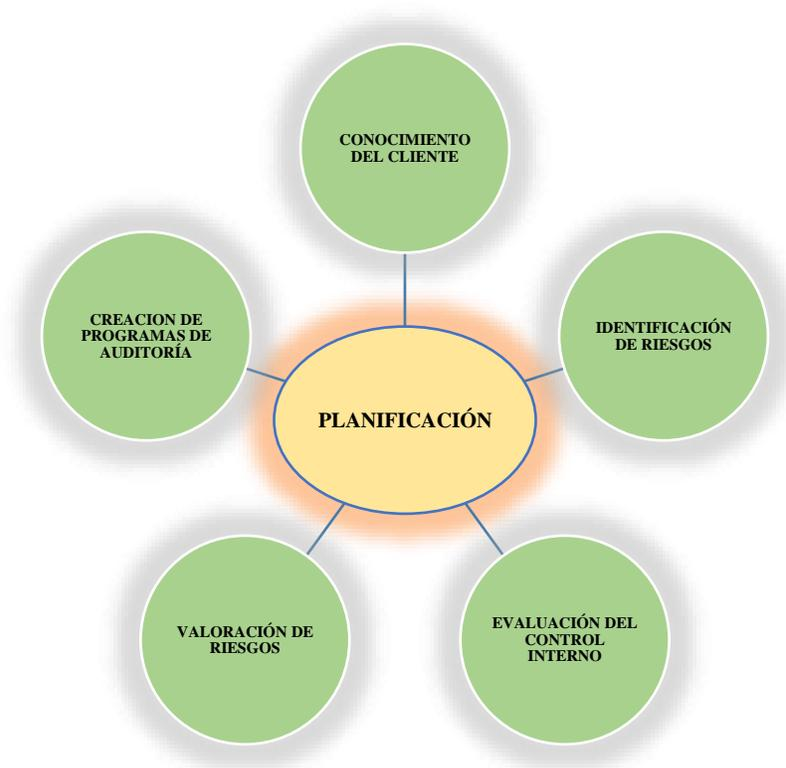 CONOCIMIENTO
DEL CLIENTE
CREACION DE
PROGRAMAS DE
AUDITORÍA
IDENTIFICACIÓN
DE RIESGOS
PLANIFICACIÓN
VALORACIÓN DE
RIESGOS
EVALUACIÓN DEL
CONTROL
INTERNO